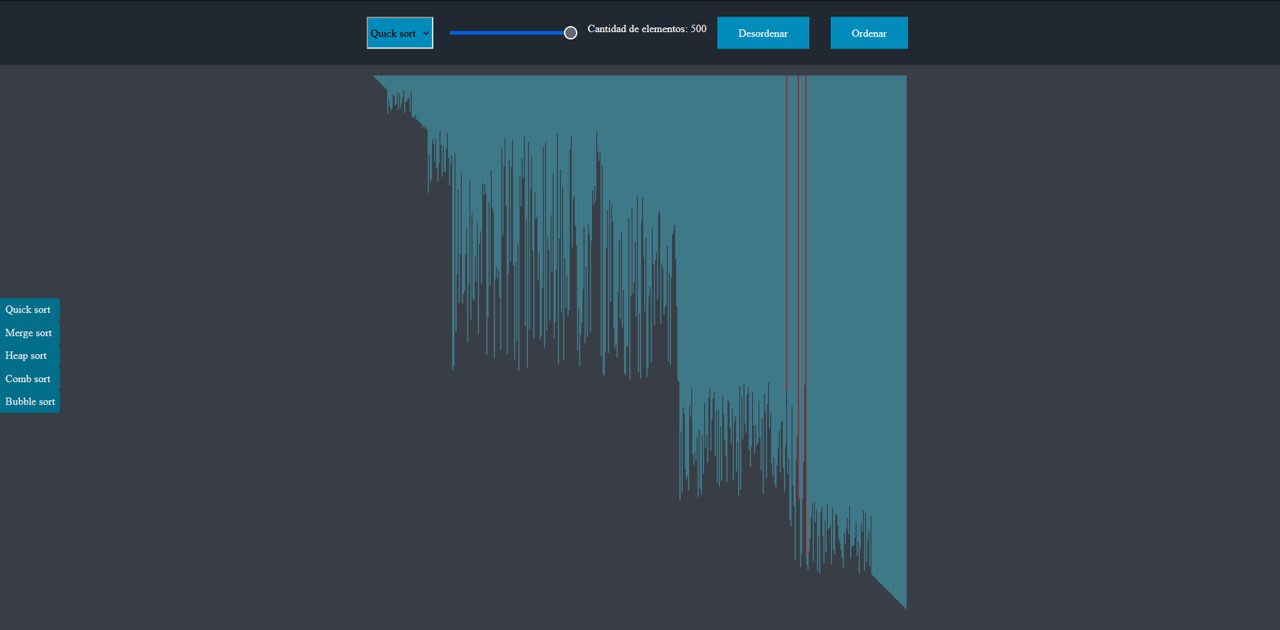 Quick sort
Cantidad de elementos: 500
Desordenar
Ordenar
Quick sort
Merge sort
Heap sort
Comb sort
Bubble sort